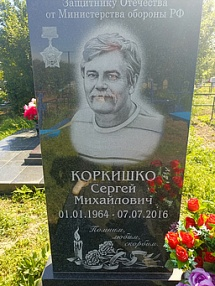 Защитнику Отечества
от Министерства обороны РФ
КОРКИШКО
Сергей
Михайлович
01.01.1964 - 07.07.2016
Помним,
любим,
скорбим.